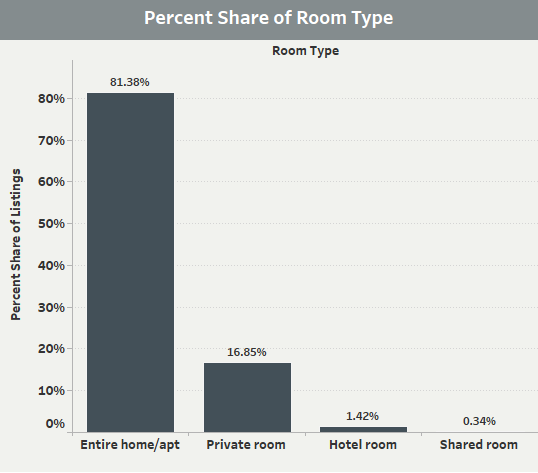 Percent Share of Room Type
Room Type
Percent Share of Listings
80%
70%
60%
50%
40%
30%
20%
10%
0%
81.38%
16.85%
1.42%
0.34%
Entire home/apt
Private room
Hotel room
Shared room